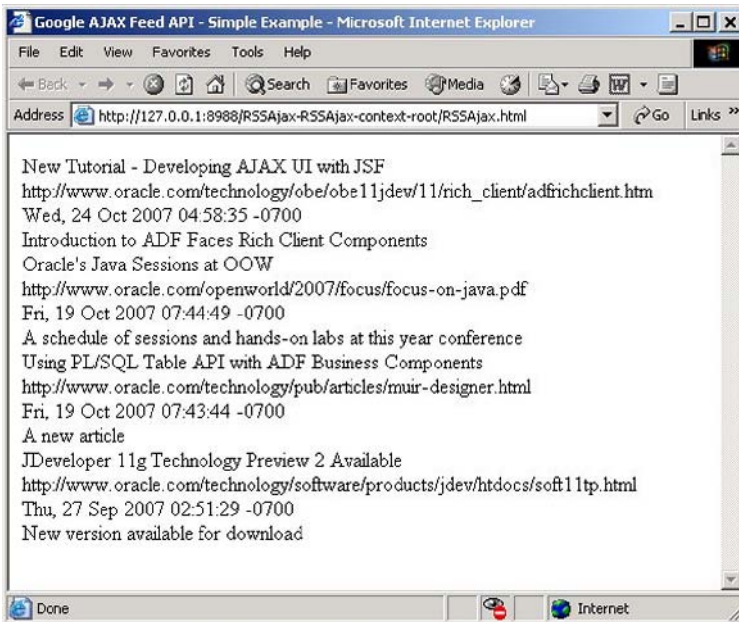 Google AJAX Feed API - Simple Example - Microsoft Internet Explorer
File Edit View Favorites Tools Help
Back Search Favorites Media
Address http://127.0.0.1:8988/RSSAjax-RSSAjax-context-root/RSSAjax.html Go Links »
New Tutorial - Developing AJAX UI with JSF
http://www.oracle.com/technology/obe/obe11jdev/11/rich_client/adfrichclient.htm
Wed, 24 Oct 2007 04:58:35 -0700
Introduction to ADF Faces Rich Client Components
Oracle's Java Sessions at OOW
http://www.oracle.com/openworld/2007/focus/focus-on-java.pdf
Fri, 19 Oct 2007 07:44:49 -0700
A schedule of sessions and hands-on labs at this year conference
Using PL/SQL Table API with ADF Business Components
http://www.oracle.com/technology/pub/articles/muir-designer.html
Fri, 19 Oct 2007 07:43:44 -0700
A new article
JDeveloper 11g Technology Preview 2 Available
http://www.oracle.com/technology/software/products/jdev/htdocs/soft11tp.html
Thu, 27 Sep 2007 02:51:29 -0700
New version available for download
Done Internet